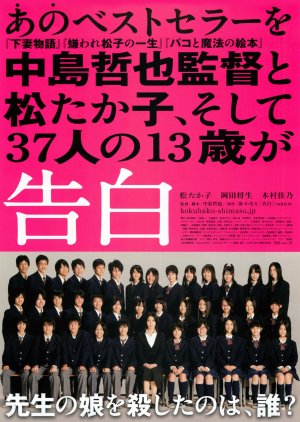 あのベストセラーを
『下妻物語』『嫌われ松子の一生』『パコと魔法の絵本』
中島哲也監督と
松たか子、そして
37人の13歳が
告白
松たか子 岡田将生 木村佳乃
kokuhaku-shimasu.jp
先生の娘を殺したのは、誰?